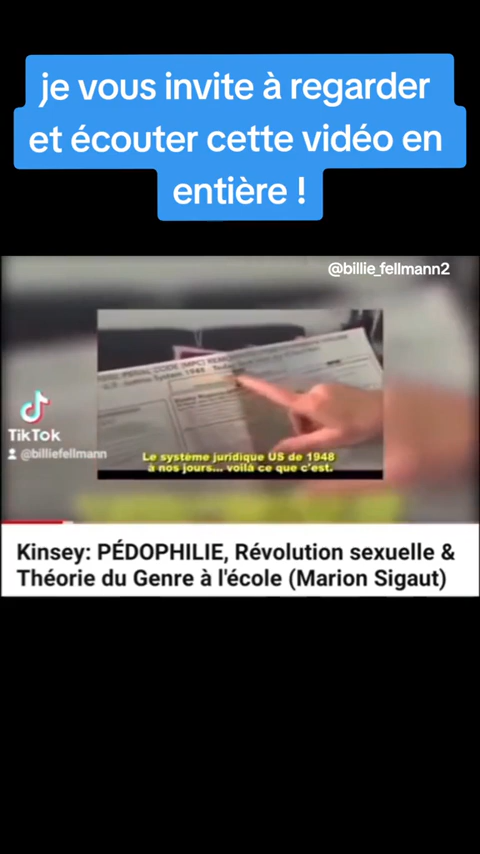 je vous invite à regarder
et écouter cette vidéo en
entière !
@billie_fellmann2
TikTok
@billiefellmann
Le système juridique US de 1948
à nos jours... voilà ce que c'est.
Kinsey: PÉDOPHILIE, Révolution sexuelle &
Théorie du Genre à l'école (Marion Sigaut)